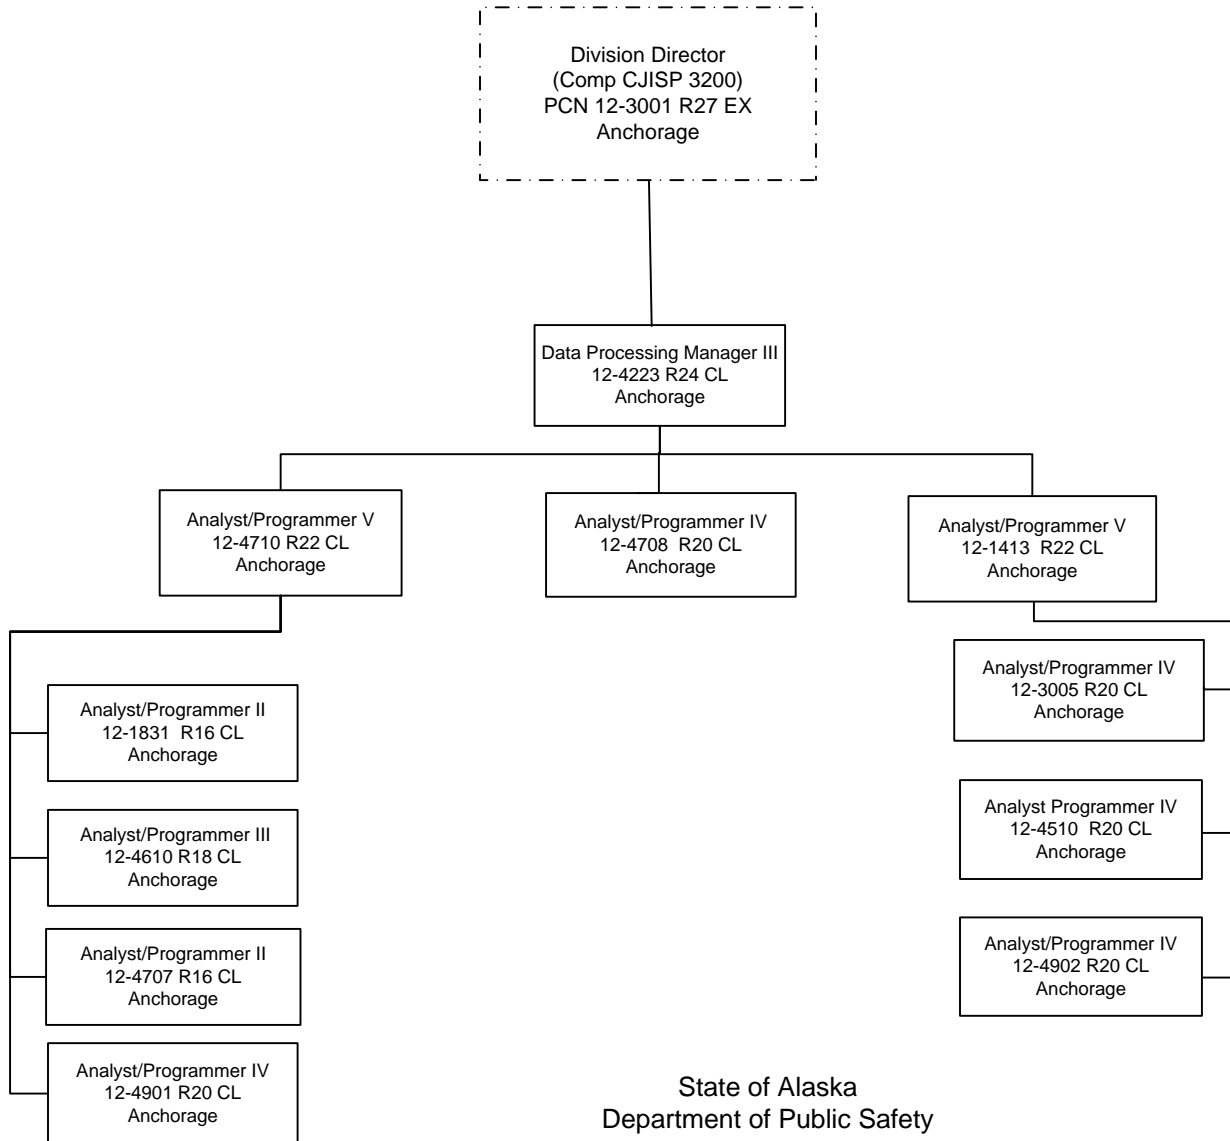 Division Director
(Comp CJISP 3200)
PCN 12-3001 R27 EX
Anchorage
Data Processing Manager III
12-4223 R24 CL
Anchorage
Analyst/Programmer V
12-4710 R22 CL
Anchorage
Analyst/Programmer IV
12-4708 R20 CL
Anchorage
Analyst/Programmer V
12-1413 R22 CL
Anchorage
Analyst/Programmer II
12-1831 R16 CL
Anchorage
Analyst/Programmer III
12-4610 R18 CL
Anchorage
Analyst/Programmer II
12-4707 R16 CL
Anchorage
Analyst/Programmer IV
12-4901 R20 CL
Anchorage
Analyst/Programmer IV
12-3005 R20 CL
Anchorage
Analyst Programmer IV
12-4510 R20 CL
Anchorage
Analyst/Programmer IV
12-4902 R20 CL
Anchorage
State of Alaska
Department of Public Safety